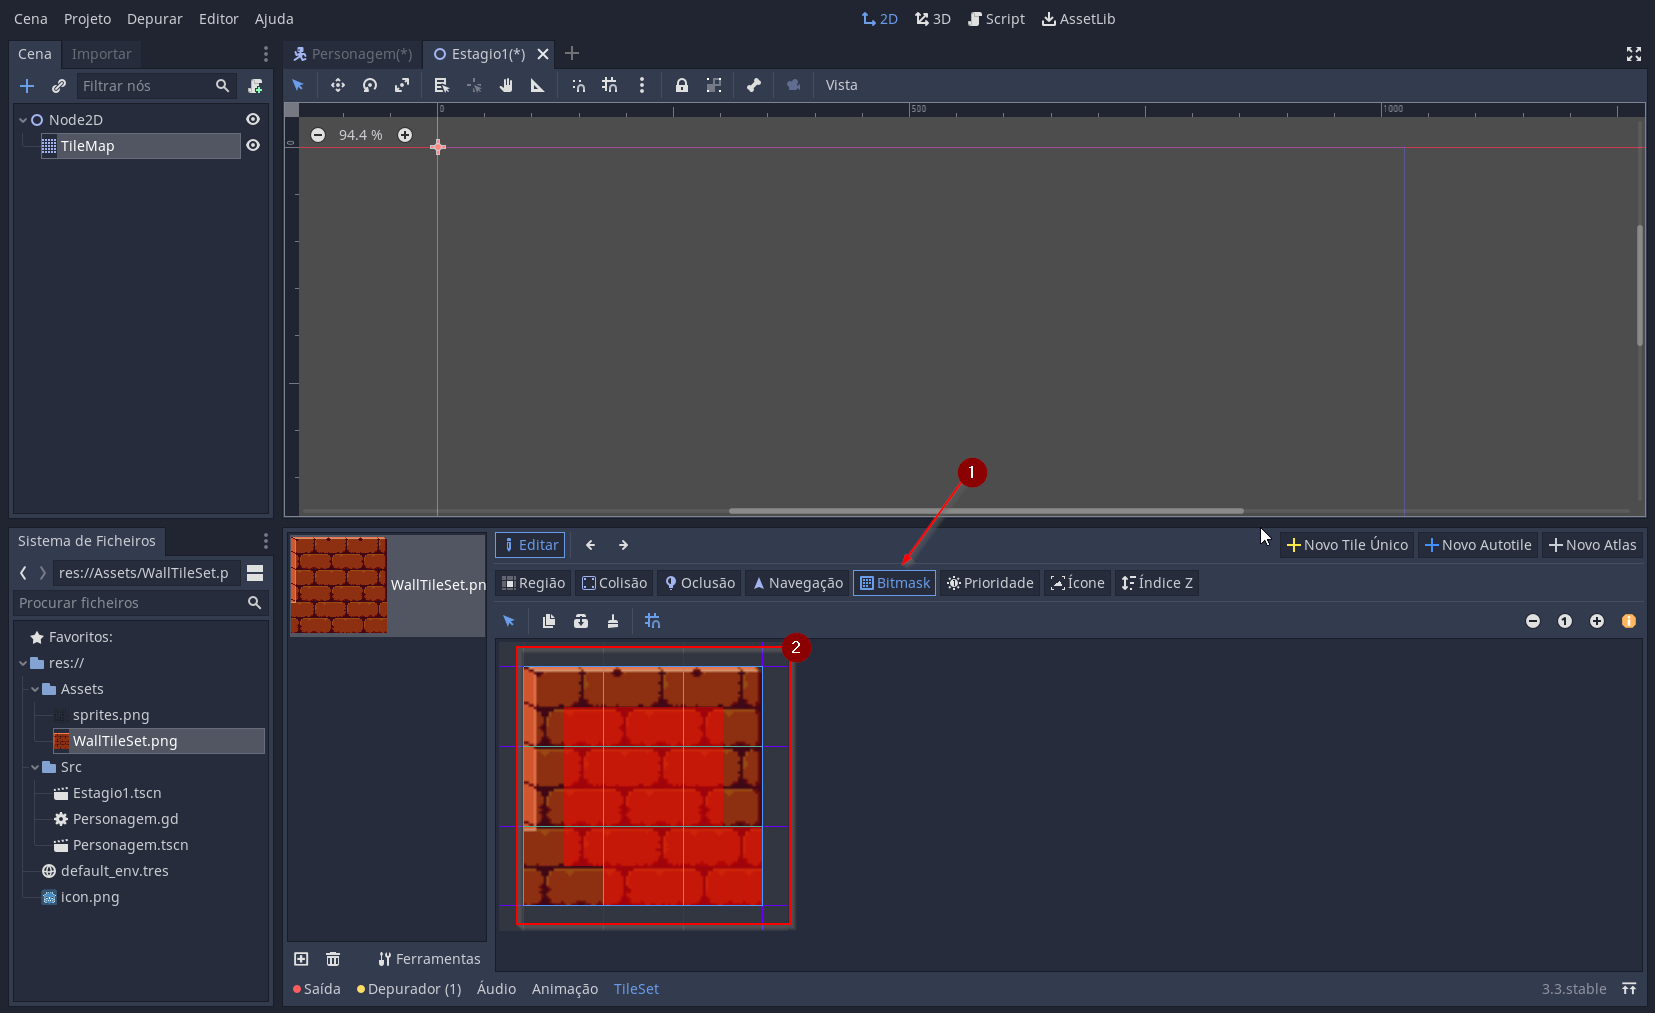 Cena Projeto Depurar Editor Ajuda
2D 3D Script AssetLib
Cena Importar
Personagem(*) Estagio1(*)
Filtrar nós
Vista
0 500 1000
94.4 %
0
Node2D
TileMap
1
Sistema de Ficheiros
res://Assets/WallTileSet.p
Procurar ficheiros
Favoritos:
res://
Assets
sprites.png
WallTileSet.png
Src
Estagio1.tscn
Personagem.gd
Personagem.tscn
default_env.tres
icon.png
WallTileSet.pn
Editar
Novo Tile Único Novo Autotile Novo Atlas
Região Colisão Oclusão Navegação Bitmask Prioridade Ícone Índice Z
1
2
Ferramentas
Saída Depurador (1) Áudio Animação TileSet
3.3.stable